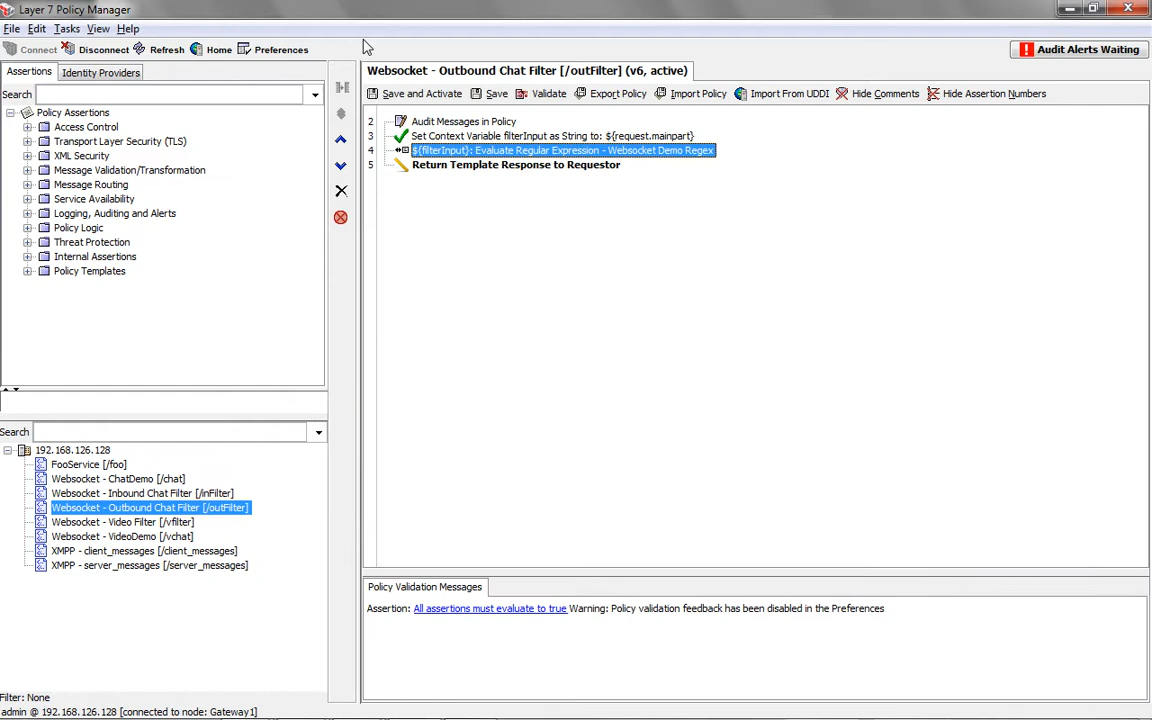 Layer 7 Policy Manager
File Edit Tasks View Help
Connect Disconnect Refresh Home Preferences
Audit Alerts Waiting
Assertions Identity Providers
Search
Policy Assertions
Access Control
Transport Layer Security (TLS)
XML Security
Message Validation/Transformation
Message Routing
Service Availability
Logging, Auditing and Alerts
Policy Logic
Threat Protection
Internal Assertions
Policy Templates
Search
192.168.126.128
FooService [/foo]
Websocket - ChatDemo [/chat]
Websocket - Inbound Chat Filter [/inFilter]
Websocket - Outbound Chat Filter [/outFilter]
Websocket - Video Filter [/vfilter]
Websocket - VideoDemo [/vchat]
XMPP - client_messages [/client_messages]
XMPP - server_messages [/server_messages]
Filter: None
admin @ 192.168.126.128 [connected to node: Gateway1]
Websocket - Outbound Chat Filter [/outFilter] (v6, active)
Save and Activate Save Validate Export Policy Import Policy Import From UDDI Hide Comments Hide Assertion Numbers
2 Audit Messages in Policy
3 Set Context Variable filterInput as String to: ${request.mainpart}
4 ${filterInput}: Evaluate Regular Expression - Websocket Demo Regex
5 Return Template Response to Requestor
Policy Validation Messages
Assertion: All assertions must evaluate to true Warning: Policy validation feedback has been disabled in the Preferences